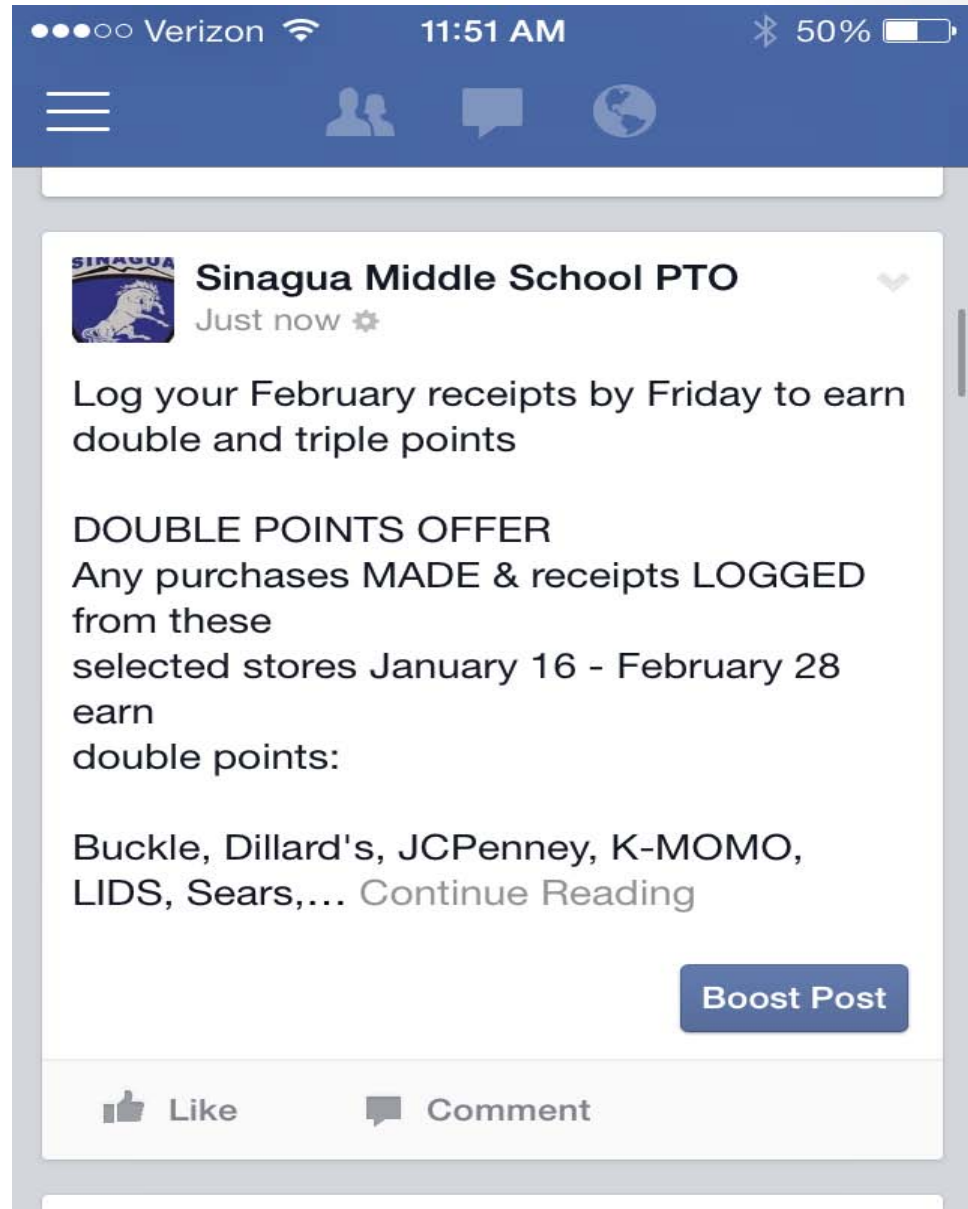 Verizon 11:51 AM 50%
SINAGUA
Sinagua Middle School PTO
Just now
Log your February receipts by Friday to earn
double and triple points
DOUBLE POINTS OFFER
Any purchases MADE & receipts LOGGED
from these
selected stores January 16 - February 28
earn
double points:
Buckle, Dillard's, JCPenney, K-MOMO,
LIDS, Sears,... Continue Reading
Boost Post
Like Comment